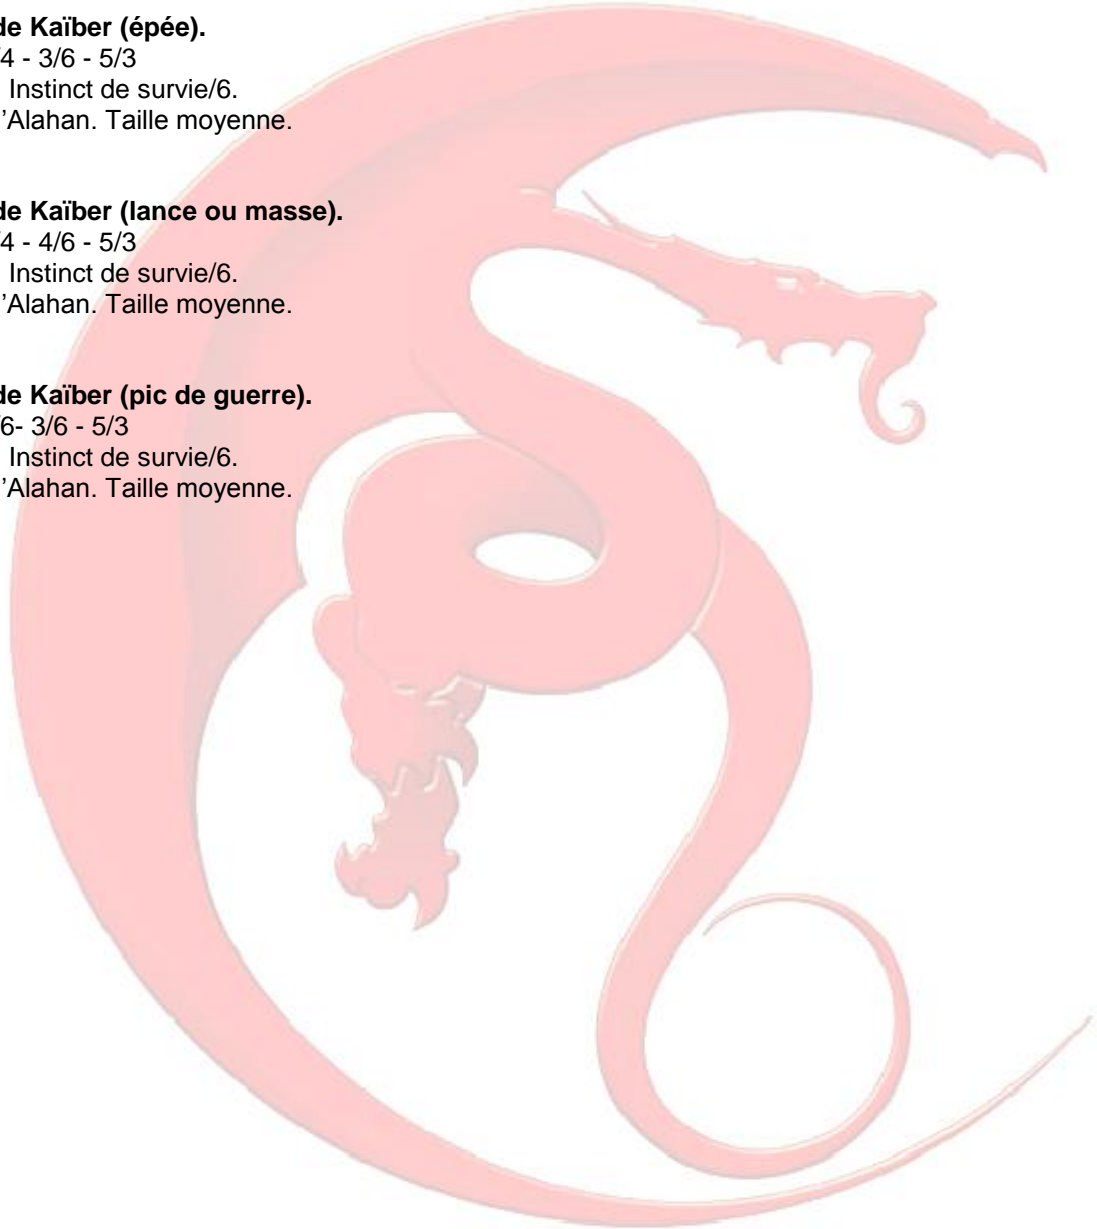 de Kaïber (épée).
/4 - 3/6 - 5/3
Instinct de survie/6.
'Alahan. Taille moyenne.
de Kaïber (lance ou masse).
/4 - 4/6 - 5/3
Instinct de survie/6.
'Alahan. Taille moyenne.
de Kaïber (pic de guerre).
/6- 3/6 - 5/3
Instinct de survie/6.
'Alahan. Taille moyenne.